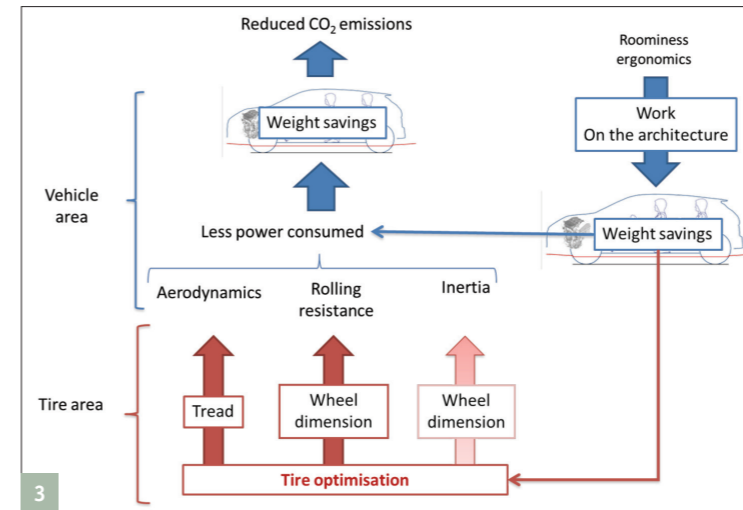 Reduced CO₂ emissions
Roominess
ergonomics
Weight savings
Work
On the architecture
Vehicle
area
Less power consumed
Weight savings
Aerodynamics
Rolling
resistance
Inertia
Tire area
Tread
Wheel
dimension
Wheel
dimension
Tire optimisation
3